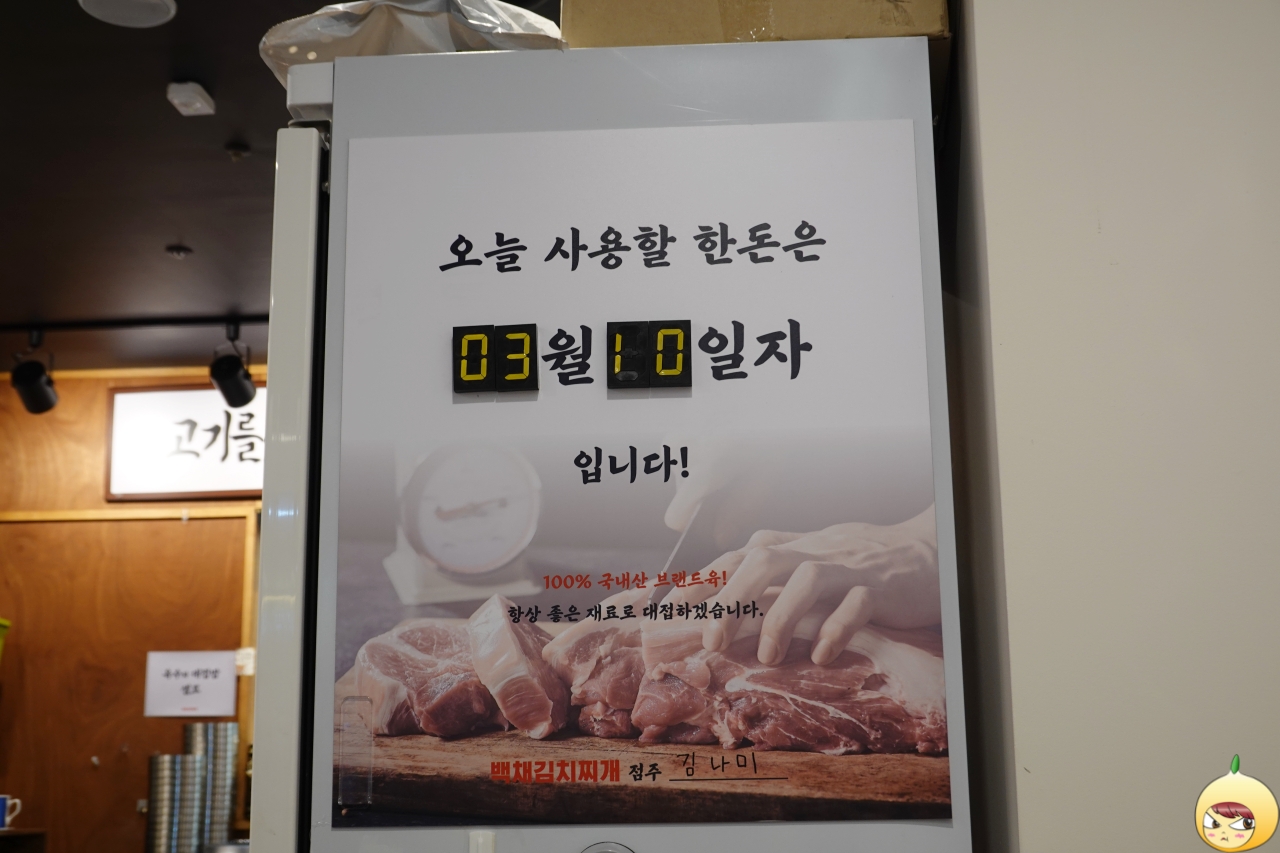 오늘 사용할 한돈은
03월 10일자
입니다!
100% 국내산 브랜드육!
항상 좋은 재료로 대접하겠습니다.
백채김치찌개 점주 김나미
고기를
셀프